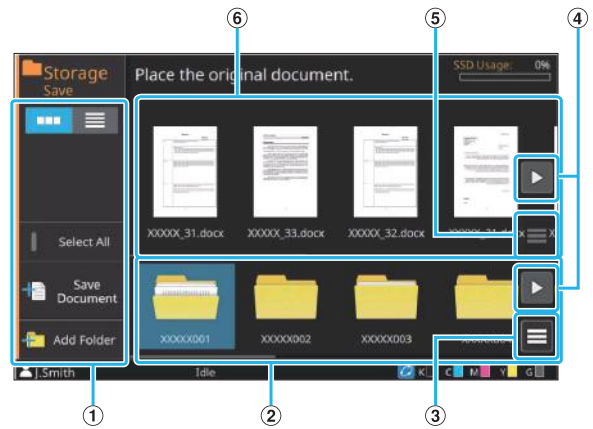 ⑥ ⑤ ④
Storage
Save
Place the original document.
SSD Usage: 0%
XXXXX_31.docx XXXXX_33.docx XXXXX_32.docx
Select All
Save
Document
Add Folder
XXXXX001 XXXXX002 XXXXX003
J.Smith Idle K C M Y G
① ② ③